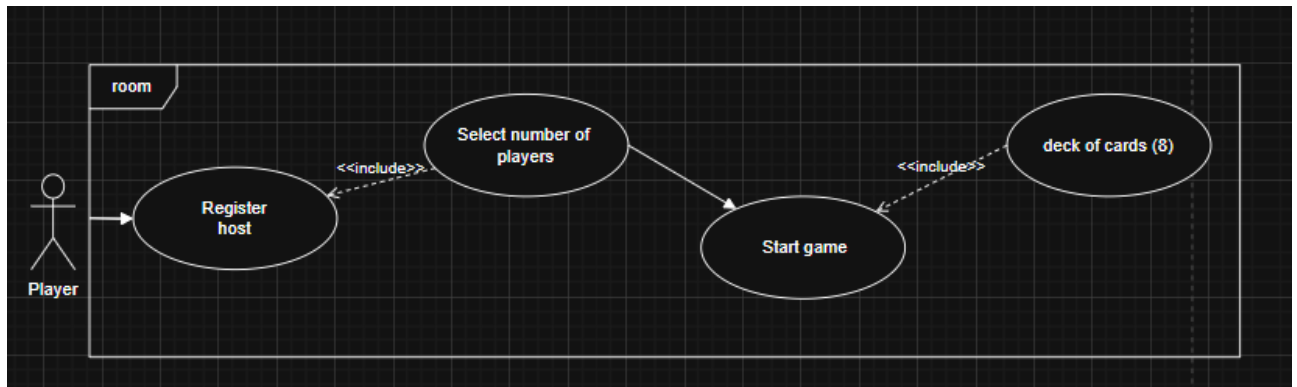 room
Select number of
players
deck of cards (8)
<<include>>
<<include>>
Register
host
Start game
Player